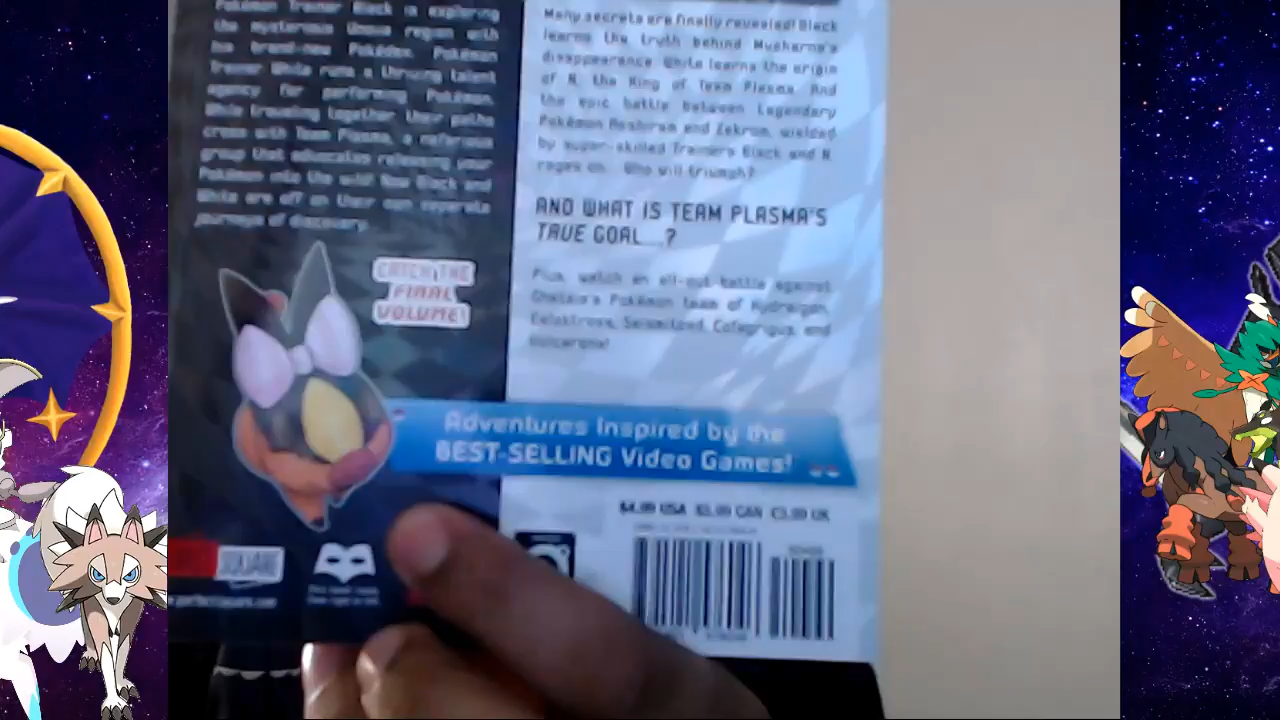 Pokémon Trainer Black is exploring
the mysterious Unova region with
his brand-new Pokédex. Pokémon
Trainer White runs a thriving talent
agency for performing Pokémon.
While traveling together, their paths
cross with Team Plasma, a nefarious
group that advocates releasing your
Pokémon into the wild! Now Black and
White are off on their own separate
journeys of discovery.
CATCH THE
FINAL
VOLUME!
Many secrets are finally revealed! Black
learns the truth behind Musharna's
disappearance. White learns the origin
of N, the King of Team Plasma. And
the epic battle between Legendary
Pokémon Reshiram and Zekrom, wielded
by super-skilled Trainers Black and N,
rages on... Who will triumph?
AND WHAT IS TEAM PLASMA'S
TRUE GOAL...?
Plus, watch an all-out battle against
Ghetsis's Pokémon team of Hydreigon,
Eelektross, Seismitoad, Cofagrigus, and
Volcarona!
Adventures Inspired by the
BEST-SELLING Video Games!
$4.99 USA $5.99 CAN £3.99 UK
SQUARE